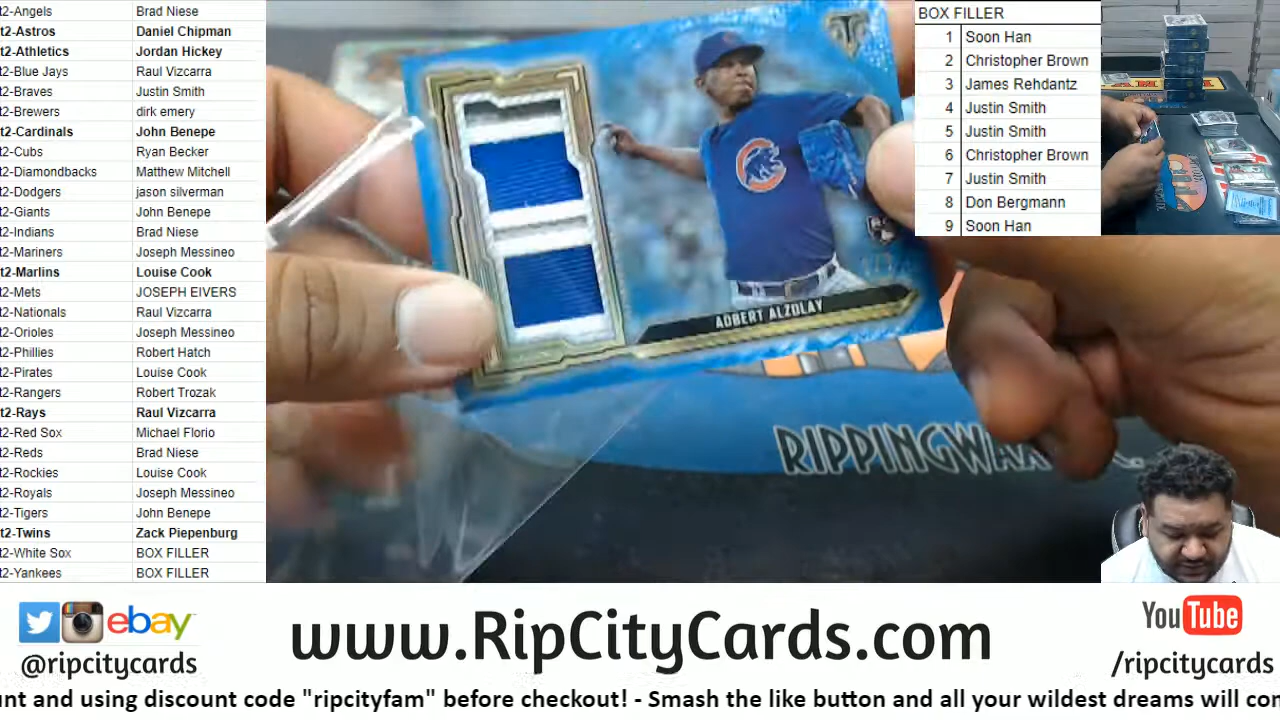 t2-Angels Brad Niese
t2-Astros Daniel Chipman
t2-Athletics Jordan Hickey
t2-Blue Jays Raul Vizcarra
t2-Braves Justin Smith
t2-Brewers dirk emery
t2-Cardinals John Benepe
t2-Cubs Ryan Becker
t2-Diamondbacks Matthew Mitchell
t2-Dodgers jason silverman
t2-Giants John Benepe
t2-Indians Brad Niese
t2-Mariners Joseph Messineo
t2-Marlins Louise Cook
t2-Mets JOSEPH EIVERS
t2-Nationals Raul Vizcarra
t2-Orioles Joseph Messineo
t2-Phillies Robert Hatch
t2-Pirates Louise Cook
t2-Rangers Robert Trozak
t2-Rays Raul Vizcarra
t2-Red Sox Michael Florio
t2-Reds Brad Niese
t2-Rockies Louise Cook
t2-Royals Joseph Messineo
t2-Tigers John Benepe
t2-Twins Zack Piepenburg
t2-White Sox BOX FILLER
t2-Yankees BOX FILLER
ADBERT ALZOLAY
RIPPINGWAX
BOX FILLER
1 Soon Han
2 Christopher Brown
3 James Rehdantz
4 Justin Smith
5 Justin Smith
6 Christopher Brown
7 Justin Smith
8 Don Bergmann
9 Soon Han
ebay
@ripcitycards
www.RipCityCards.com
YouTube
/ripcitycards
unt and using discount code "ripcityfam" before checkout! - Smash the like button and all your wildest dreams will con